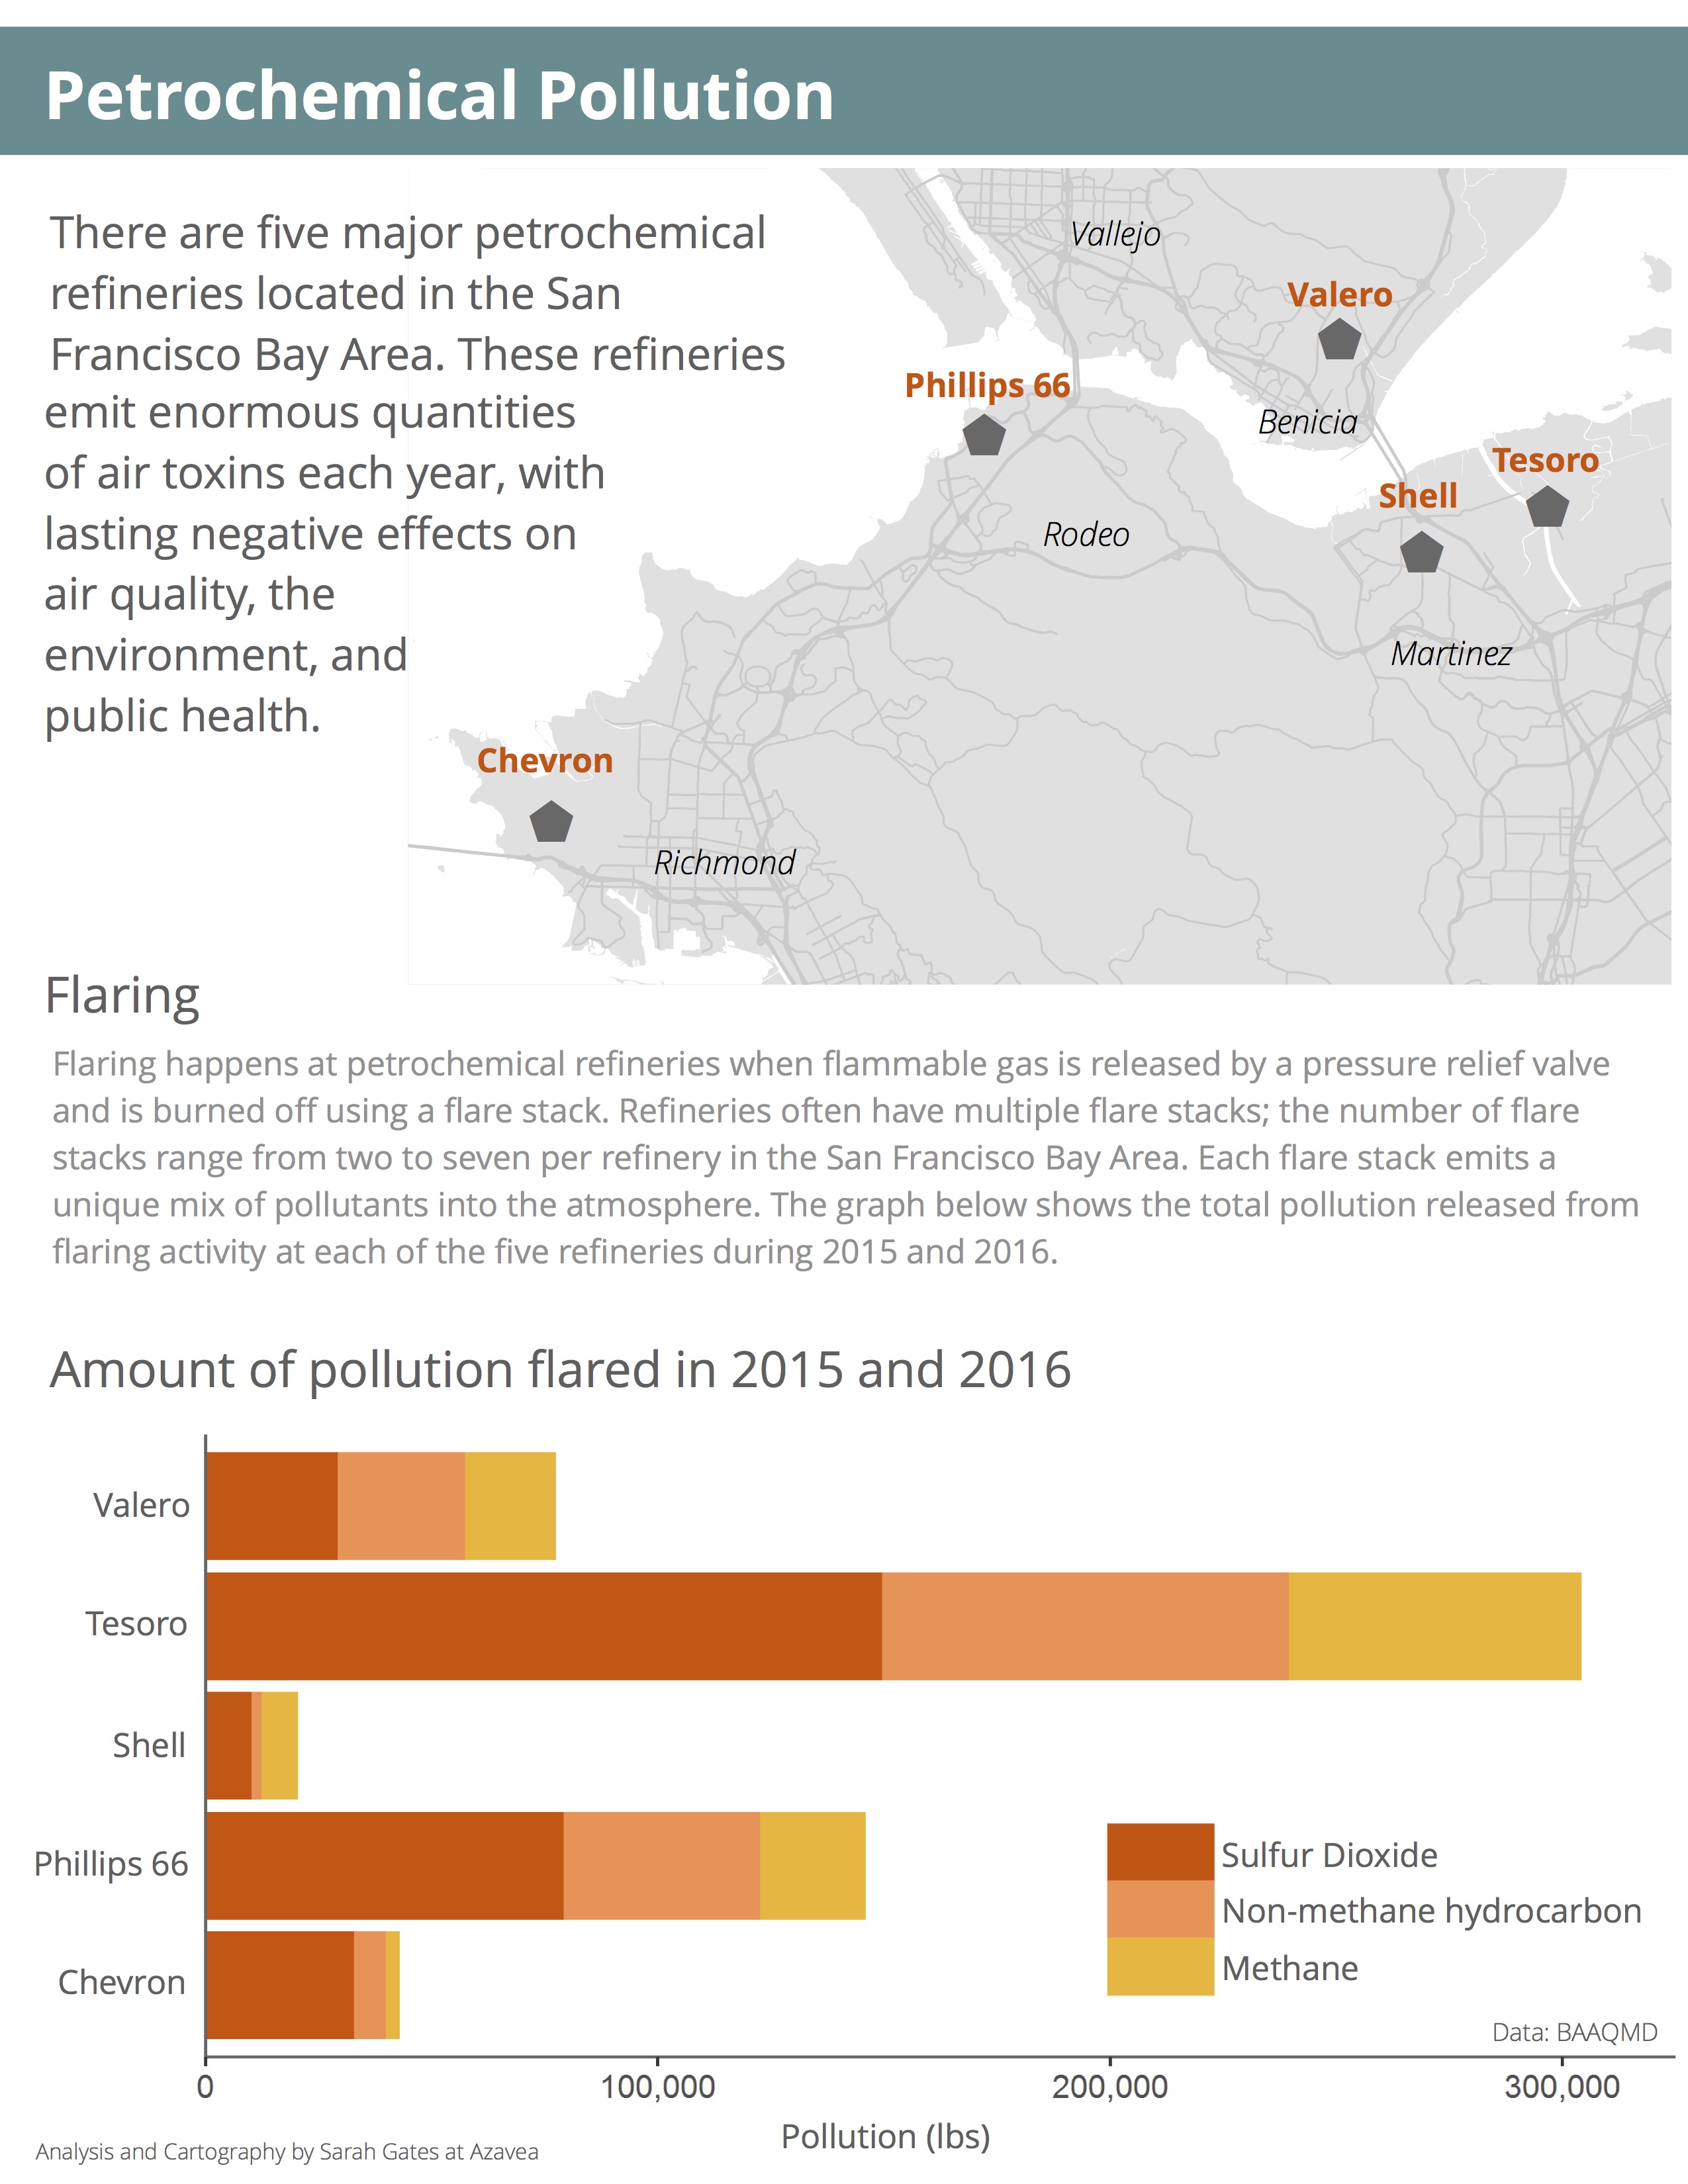 Petrochemical Pollution
There are five major petrochemical
refineries located in the San
Francisco Bay Area. These refineries
emit enormous quantities
of air toxins each year, with
lasting negative effects on
air quality, the
environment, and
public health.
Vallejo
Valero
Phillips 66
Benicia
Tesoro
Shell
Rodeo
Martinez
Chevron
Richmond
Flaring
Flaring happens at petrochemical refineries when flammable gas is released by a pressure relief valve
and is burned off using a flare stack. Refineries often have multiple flare stacks; the number of flare
stacks range from two to seven per refinery in the San Francisco Bay Area. Each flare stack emits a
unique mix of pollutants into the atmosphere. The graph below shows the total pollution released from
flaring activity at each of the five refineries during 2015 and 2016.
Amount of pollution flared in 2015 and 2016
Valero
Tesoro
Shell
Phillips 66
Chevron
Sulfur Dioxide
Non-methane hydrocarbon
Methane
Data: BAAQMD
0 100,000 200,000 300,000
Pollution (lbs)
Analysis and Cartography by Sarah Gates at Azavea